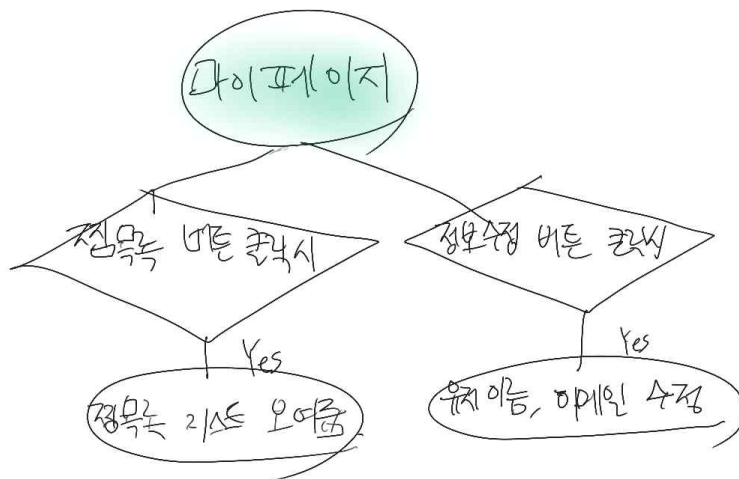 마이페이지
찜목록 버튼 클릭시
정보수정 버튼 클릭시
Yes
Yes
찜목록 리스트 보여줌
유저이름, 이메일 수정